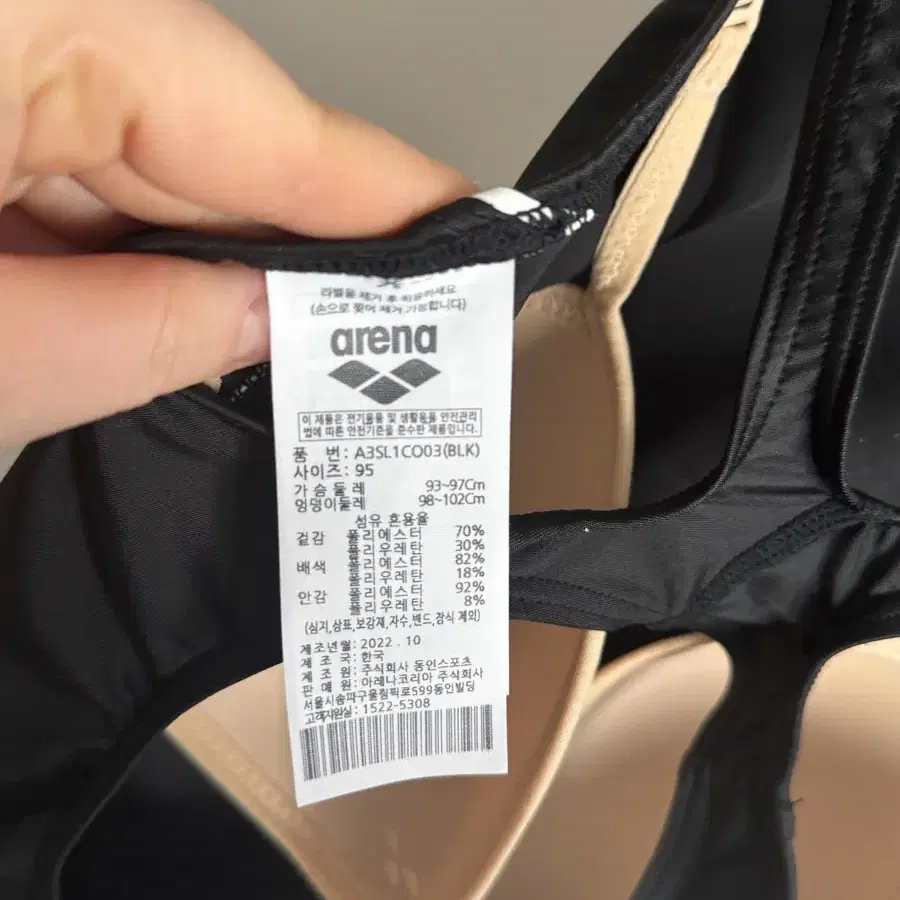 라벨을 제거 후 착용하세요
(손으로 찢어 제거 가능합니다)
arena
이 제품은 전기용품 및 생활용품 안전관리
법에 따른 안전기준을 준수한 제품입니다.
품 번: A3SL1CO03(BLK)
사이즈: 95
가슴둘레 93~97Cm
엉덩이둘레 98~102Cm
섬유 혼용율
겉감 폴리에스터 70%
폴리우레탄 30%
배색 폴리에스터 82%
폴리우레탄 18%
안감 폴리에스터 92%
폴리우레탄 8%
(심지,상표,보강재,자수,밴드,장식 제외)
제조년월: 2022.10
제 조 국: 한국
제 조 원: 주식회사 동인스포츠
판 매 원: 아레나코리아 주식회사
서울시송파구올림픽로599동인빌딩
고객지원실: 1522-5308